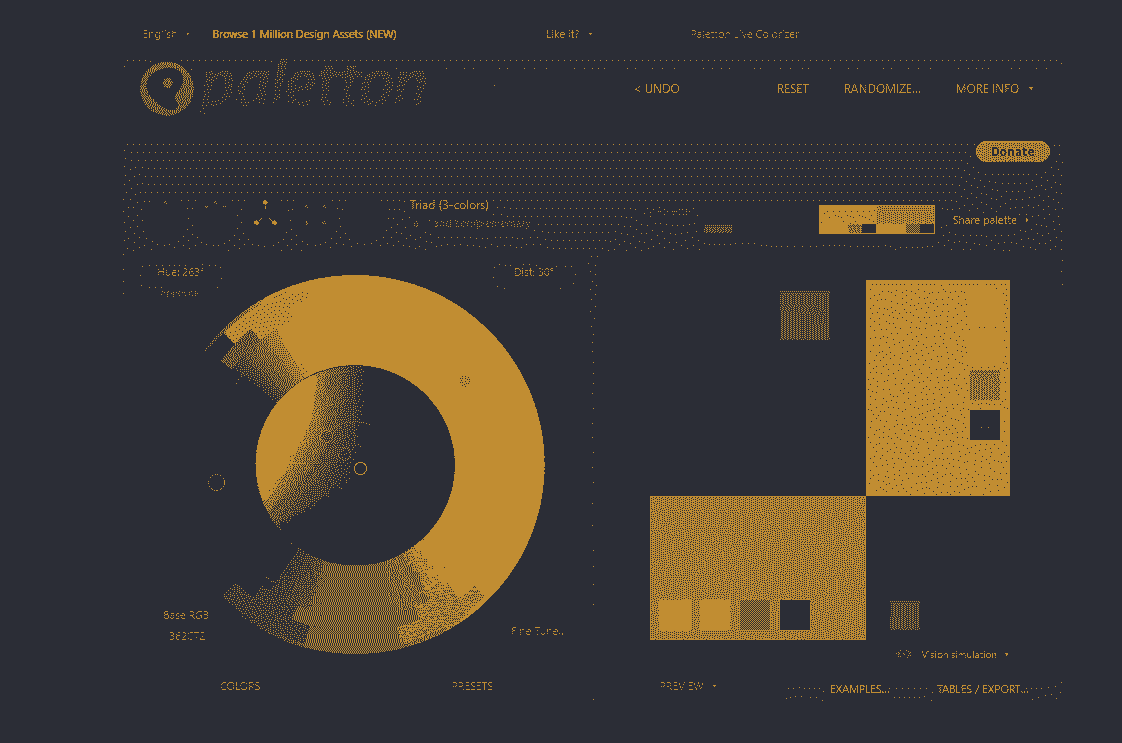 English
Browse 1 Million Design Assets (NEW)
Like it?
Paletton Live Colorizer
paletton
< UNDO
RESET
RANDOMIZE...
MORE INFO
Donate
Triad (3-colors)
add complementary
Share palette
Hue: 263°
Dist: 30°
Base RGB
Fine Tune...
Vision simulation
COLORS
PRESETS
PREVIEW
EXAMPLES...
TABLES / EXPORT...